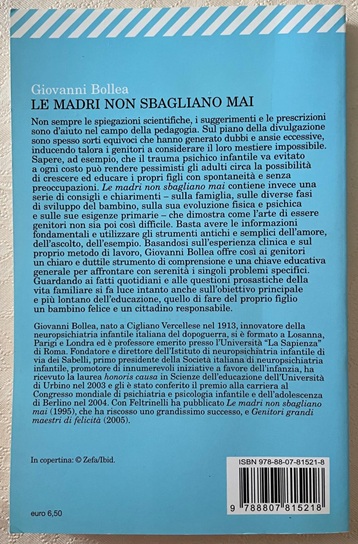 Giovanni Bollea
LE MADRI NON SBAGLIANO MAI
Non sempre le spiegazioni scientifiche, i suggerimenti e le prescrizioni
sono d'aiuto nel campo della pedagogia. Sul piano della divulgazione
sono spesso sorti equivoci che hanno generato dubbi e ansie eccessive,
inducendo talora i genitori a considerare il loro mestiere impossibile.
Sapere, ad esempio, che il trauma psichico infantile va evitato
a ogni costo può rendere pessimisti gli adulti circa la possibilità
di crescere ed educare i propri figli con spontaneità e senza
preoccupazioni. Le madri non sbagliano mai contiene invece una
serie di consigli e chiarimenti – sulla famiglia, sulle diverse fasi
di sviluppo del bambino, sulla sua evoluzione fisica e psichica
e sulle sue esigenze primarie – che dimostra come l'arte di essere
genitori non sia poi così difficile. Basta avere le informazioni
fondamentali e utilizzare gli strumenti antichi e semplici dell'amore,
dell'ascolto, dell'esempio. Basandosi sull'esperienza clinica e sul
proprio metodo di lavoro, Giovanni Bollea offre così ai genitori
un chiaro e duttile strumento di comprensione e una chiave educativa
generale per affrontare con serenità i singoli problemi specifici.
Guardando ai fatti quotidiani e alle questioni prosastiche della
vita familiare si fa luce intanto anche sull'obiettivo principale
e più lontano dell'educazione, quello di fare del proprio figlio
un bambino felice e un cittadino responsabile.
Giovanni Bollea, nato a Cigliano Vercellese nel 1913, innovatore della
neuropsichiatria infantile italiana del dopoguerra, si è formato a Losanna,
Parigi e Londra ed è professore emerito presso l'Università "La Sapienza"
di Roma. Fondatore e direttore dell'Istituto di neuropsichiatria infantile di
via dei Sabelli, primo presidente della Società italiana di neuropsichiatria
infantile, promotore di innumerevoli iniziative a favore dell'infanzia, ha
ricevuto la laurea honoris causa in Scienze dell'educazione dell'Università
di Urbino nel 2003 e gli è stato conferito il premio alla carriera al
Congresso mondiale di psichiatria e psicologia infantile e dell'adolescenza
di Berlino nel 2004. Con Feltrinelli ha pubblicato Le madri non sbagliano
mai (1995), che ha riscosso uno grandissimo successo, e Genitori grandi
maestri di felicità (2005).
In copertina: © Zefa/Ibid.
ISBN 978-88-07-81521-8
9 788807 815218
euro 6,50